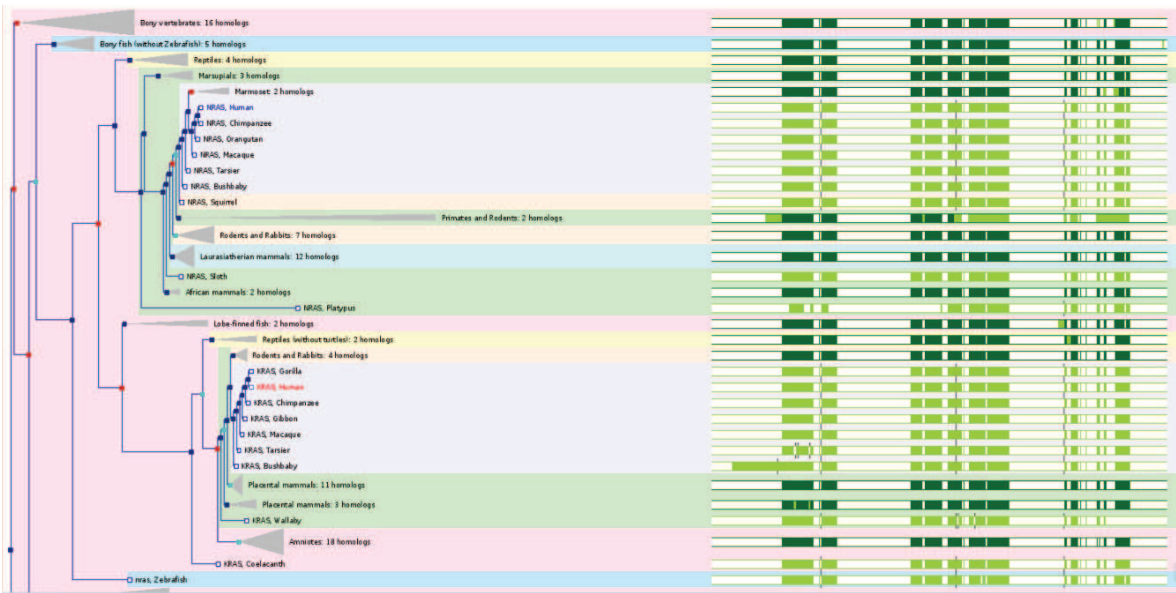 Bony vertebrates: 16 homologs
Bony fish (without Zebrafish): 5 homologs
Reptiles: 4 homologs
Marsupials: 3 homologs
Marmoset: 2 homologs
NRAS, Human
NRAS, Chimpanzee
NRAS, Orangutan
NRAS, Macaque
NRAS, Tarsier
NRAS, Bushbaby
NRAS, Squirrel
Primates and Rodents: 2 homologs
Rodents and Rabbits: 7 homologs
Laurasiatherian mammals: 12 homologs
NRAS, Sloth
African mammals: 2 homologs
NRAS, Platypus
Lobe-finned fish: 2 homologs
Reptiles (without turtles): 2 homologs
Rodents and Rabbits: 4 homologs
KRAS, Gorilla
KRAS, Human
KRAS, Chimpanzee
KRAS, Gibbon
KRAS, Macaque
KRAS, Tarsier
KRAS, Bushbaby
Placental mammals: 11 homologs
Placental mammals: 3 homologs
KRAS, Wallaby
Amniotes: 18 homologs
KRAS, Coelacanth
nras, Zebrafish